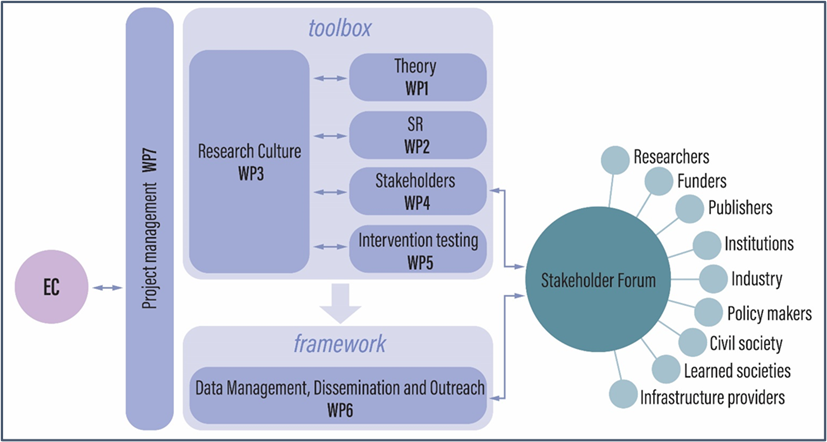 EC
Project management WP7
toolbox
Research Culture
WP3
Theory
WP1
SR
WP2
Stakeholders
WP4
Intervention testing
WP5
framework
Data Management, Dissemination and Outreach
WP6
Stakeholder Forum
Researchers
Funders
Publishers
Institutions
Industry
Policy makers
Civil society
Learned societies
Infrastructure providers